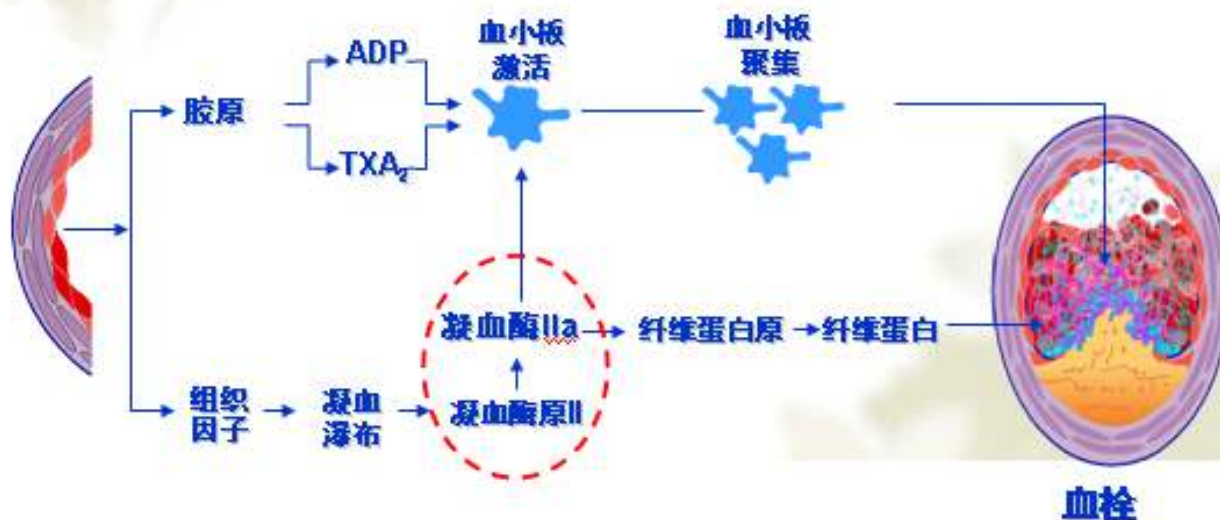 血小板
激活
血小板
聚集
ADP
胶原
TXA₂
凝血酶IIa
纤维蛋白原
纤维蛋白
组织
因子
凝血
瀑布
凝血酶原II
血栓